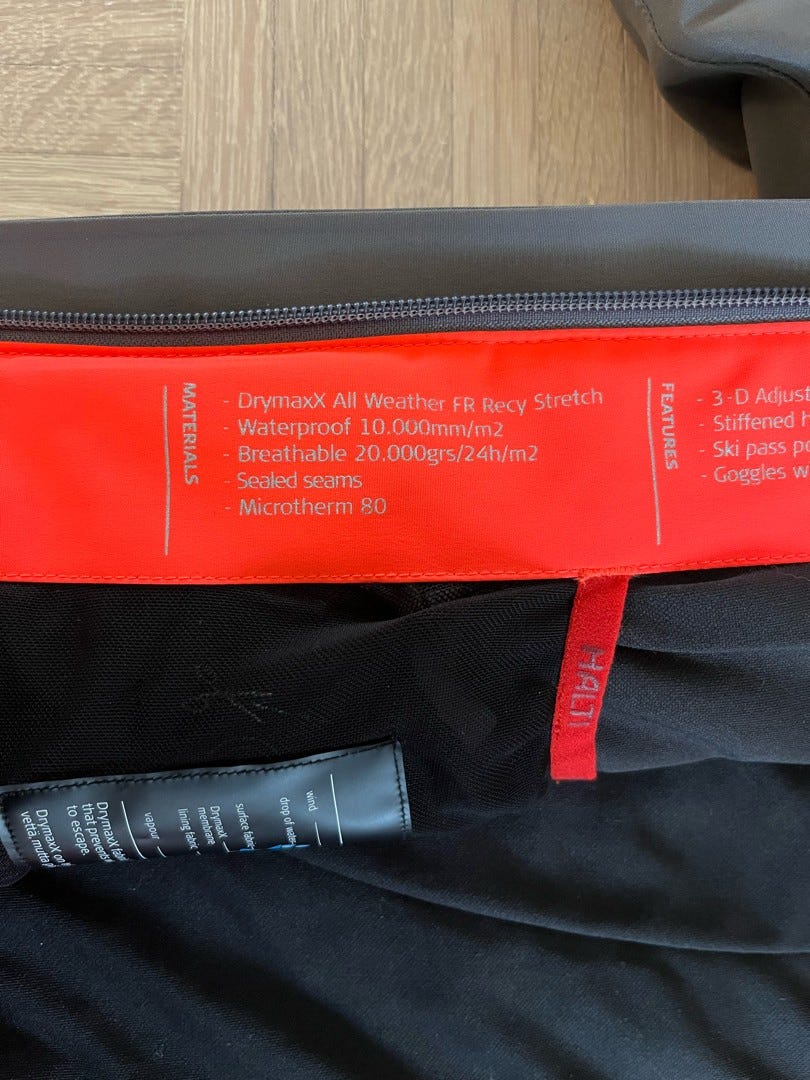 MATERIALS
- DrymaxX All Weather FR Recy Stretch
- Waterproof 10.000mm/m2
- Breathable 20.000grs/24h/m2
- Sealed seams
- Microtherm 80
FEATURES
- 3-D Adjust
- Stiffened h
- Ski pass po
- Goggles w
HALTI
wind
drop of water
surface fabric
DrymaxX
membrane
lining fabric
vapour
DrymaxX fab
that prevents
to escape.
DrymaxX on
vettä, mutta